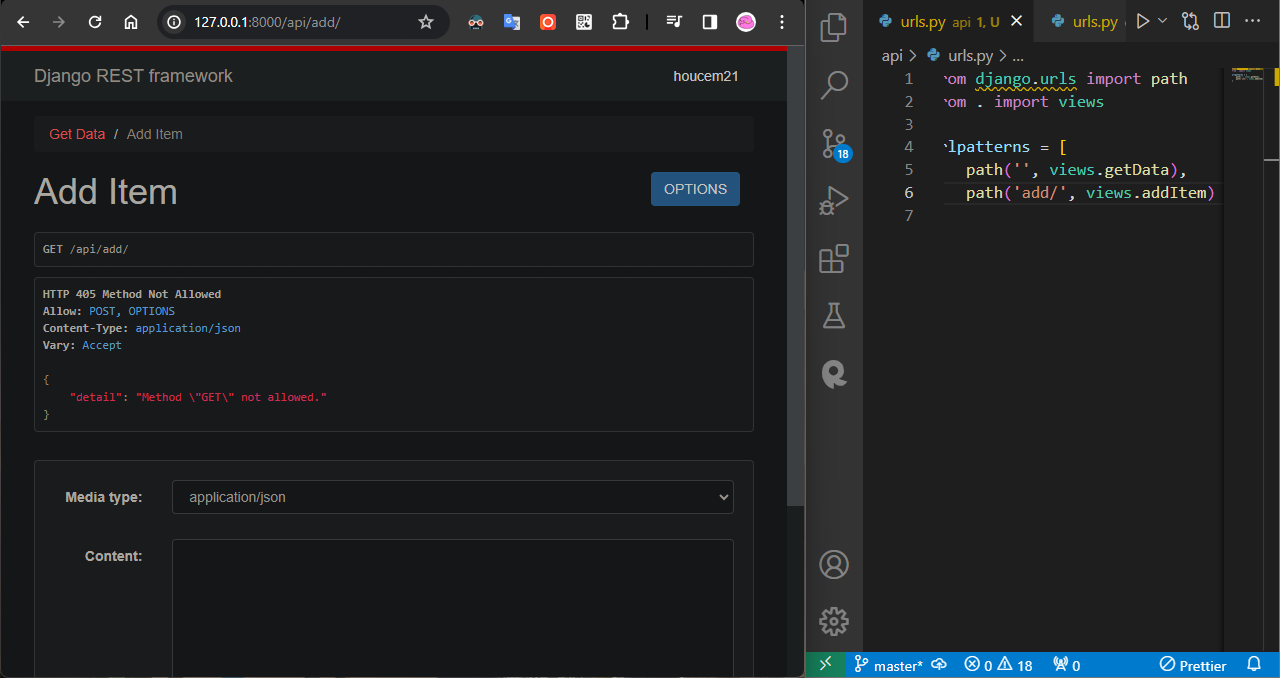 127.0.0.1:8000/api/add/
Django REST framework
houcem21
Get Data / Add Item
Add Item
OPTIONS
GET /api/add/
HTTP 405 Method Not Allowed
Allow: POST, OPTIONS
Content-Type: application/json
Vary: Accept
{
"detail": "Method \"GET\" not allowed."
}
Media type:
application/json
Content:
18
urls.py api 1, U
urls.py
api > urls.py > ...
1 rom django.urls import path
2 rom . import views
3
4 rlpatterns = [
5 path('', views.getData),
6 path('add/', views.addItem)
7
master*
0
18
0
Prettier